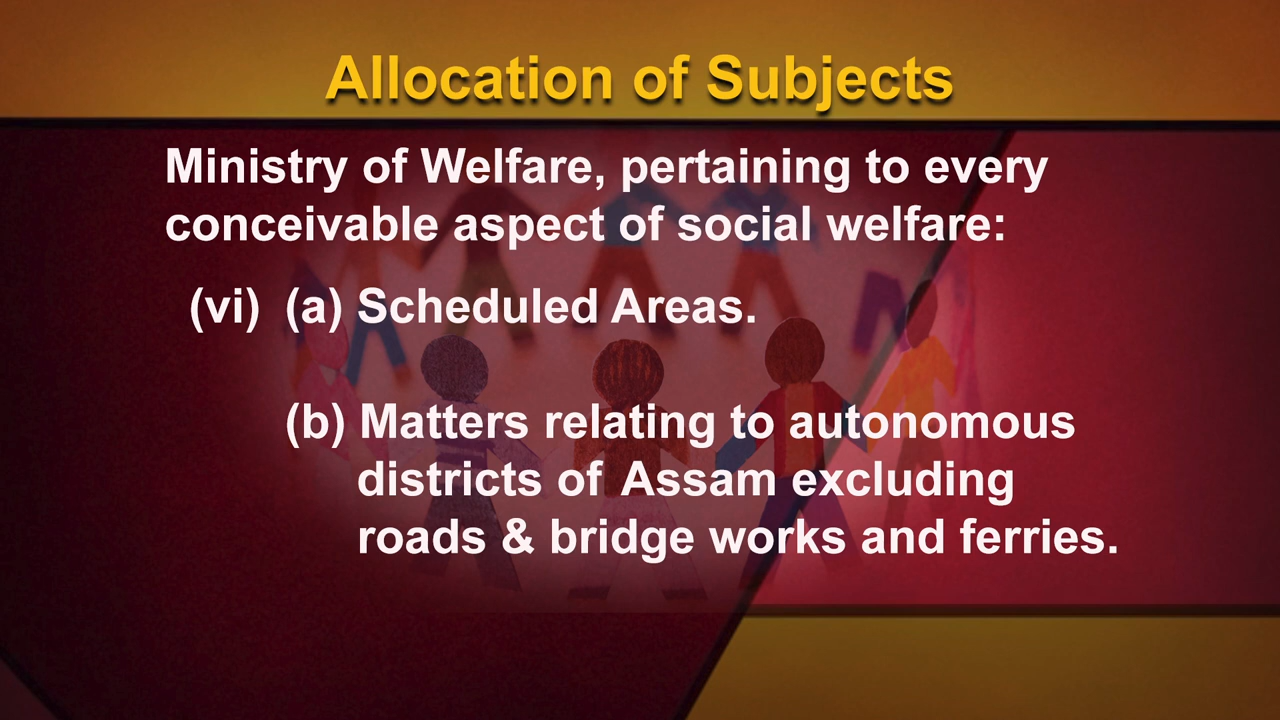 Allocation of Subjects
Ministry of Welfare, pertaining to every
conceivable aspect of social welfare:
(vi) (a) Scheduled Areas.
(b) Matters relating to autonomous
districts of Assam excluding
roads & bridge works and ferries.